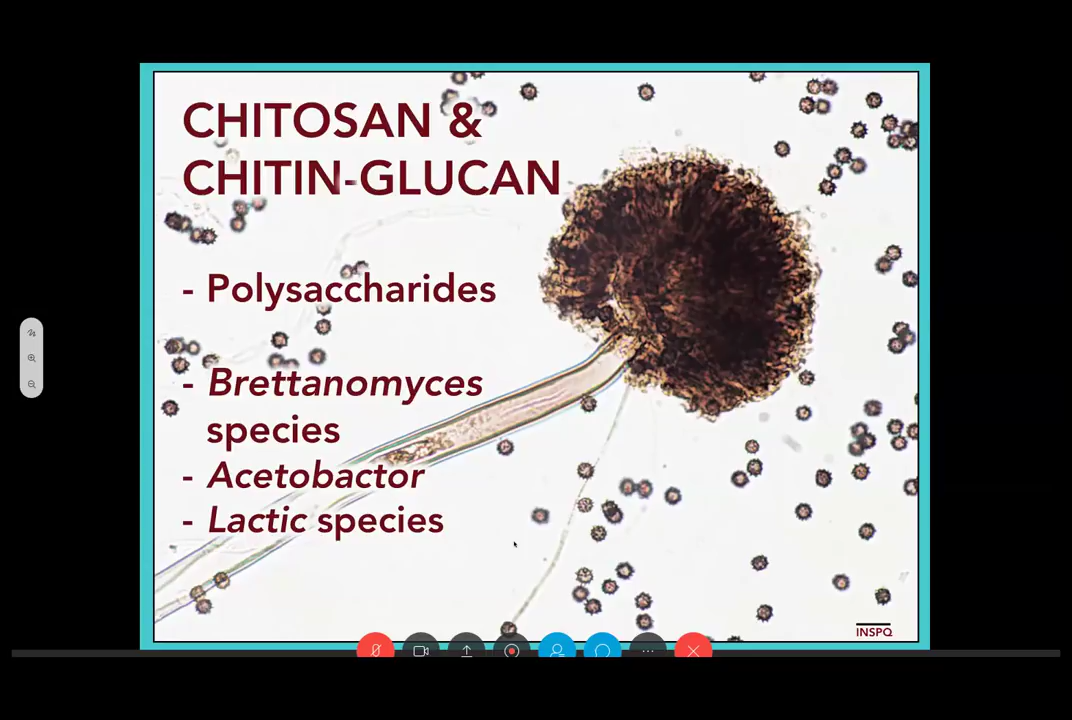 CHITOSAN &
CHITIN-GLUCAN
- Polysaccharides
- Brettanomyces
species
- Acetobactor
- Lactic species
INSPQ